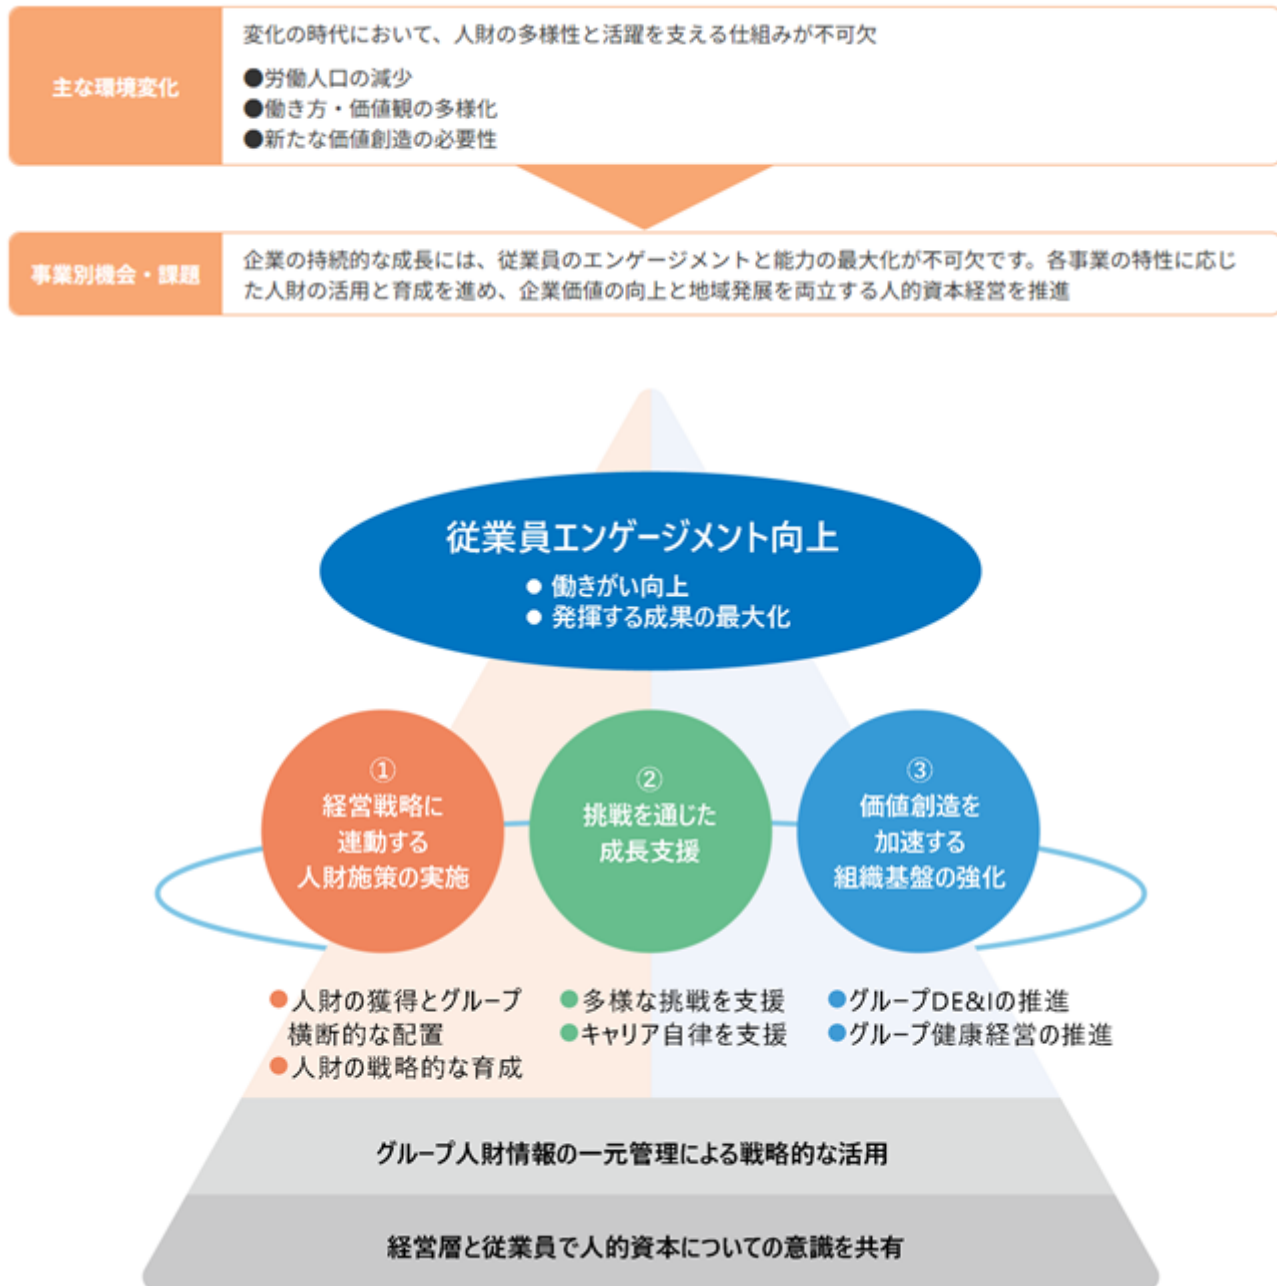 主な環境変化
変化の時代において、人財の多様性と活躍を支える仕組みが不可欠
●労働人口の減少
●働き方・価値観の多様化
●新たな価値創造の必要性
事業別機会・課題
企業の持続的な成長には、従業員のエンゲージメントと能力の最大化が不可欠です。各事業の特性に応じ
た人財の活用と育成を進め、企業価値の向上と地域発展を両立する人的資本経営を推進
従業員エンゲージメント向上
● 働きがい向上
● 発揮する成果の最大化
①
経営戦略に
連動する
人財施策の実施
②
挑戦を通じた
成長支援
③
価値創造を
加速する
組織基盤の強化
●人財の獲得とグループ
横断的な配置
●人財の戦略的な育成
●多様な挑戦を支援
●キャリア自律を支援
●グループDE&Iの推進
●グループ健康経営の推進
グループ人財情報の一元管理による戦略的な活用
経営層と従業員で人的資本についての意識を共有